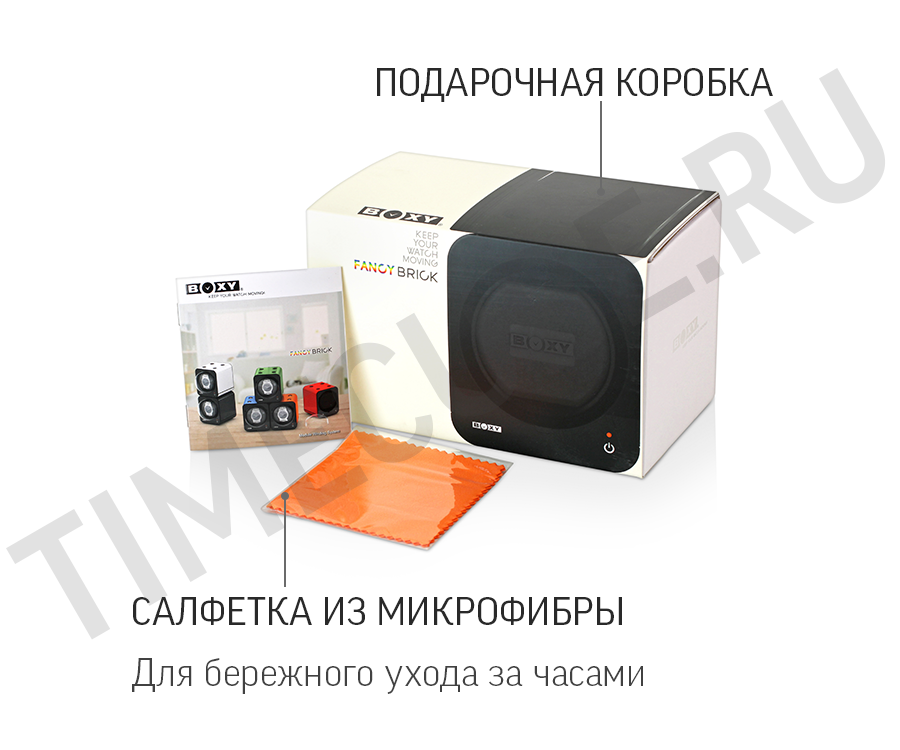 ПОДАРОЧНАЯ КОРОБКА
BOXY
KEEP
YOUR
WATCH
MOVING
FANCY BRICK
BOXY
KEEP YOUR WATCH MOVING!
FANCY BRICK
BOXY
BOXY
TIMECUBE.RU
САЛФЕТКА ИЗ МИКРОФИБРЫ
Для бережного ухода за часами